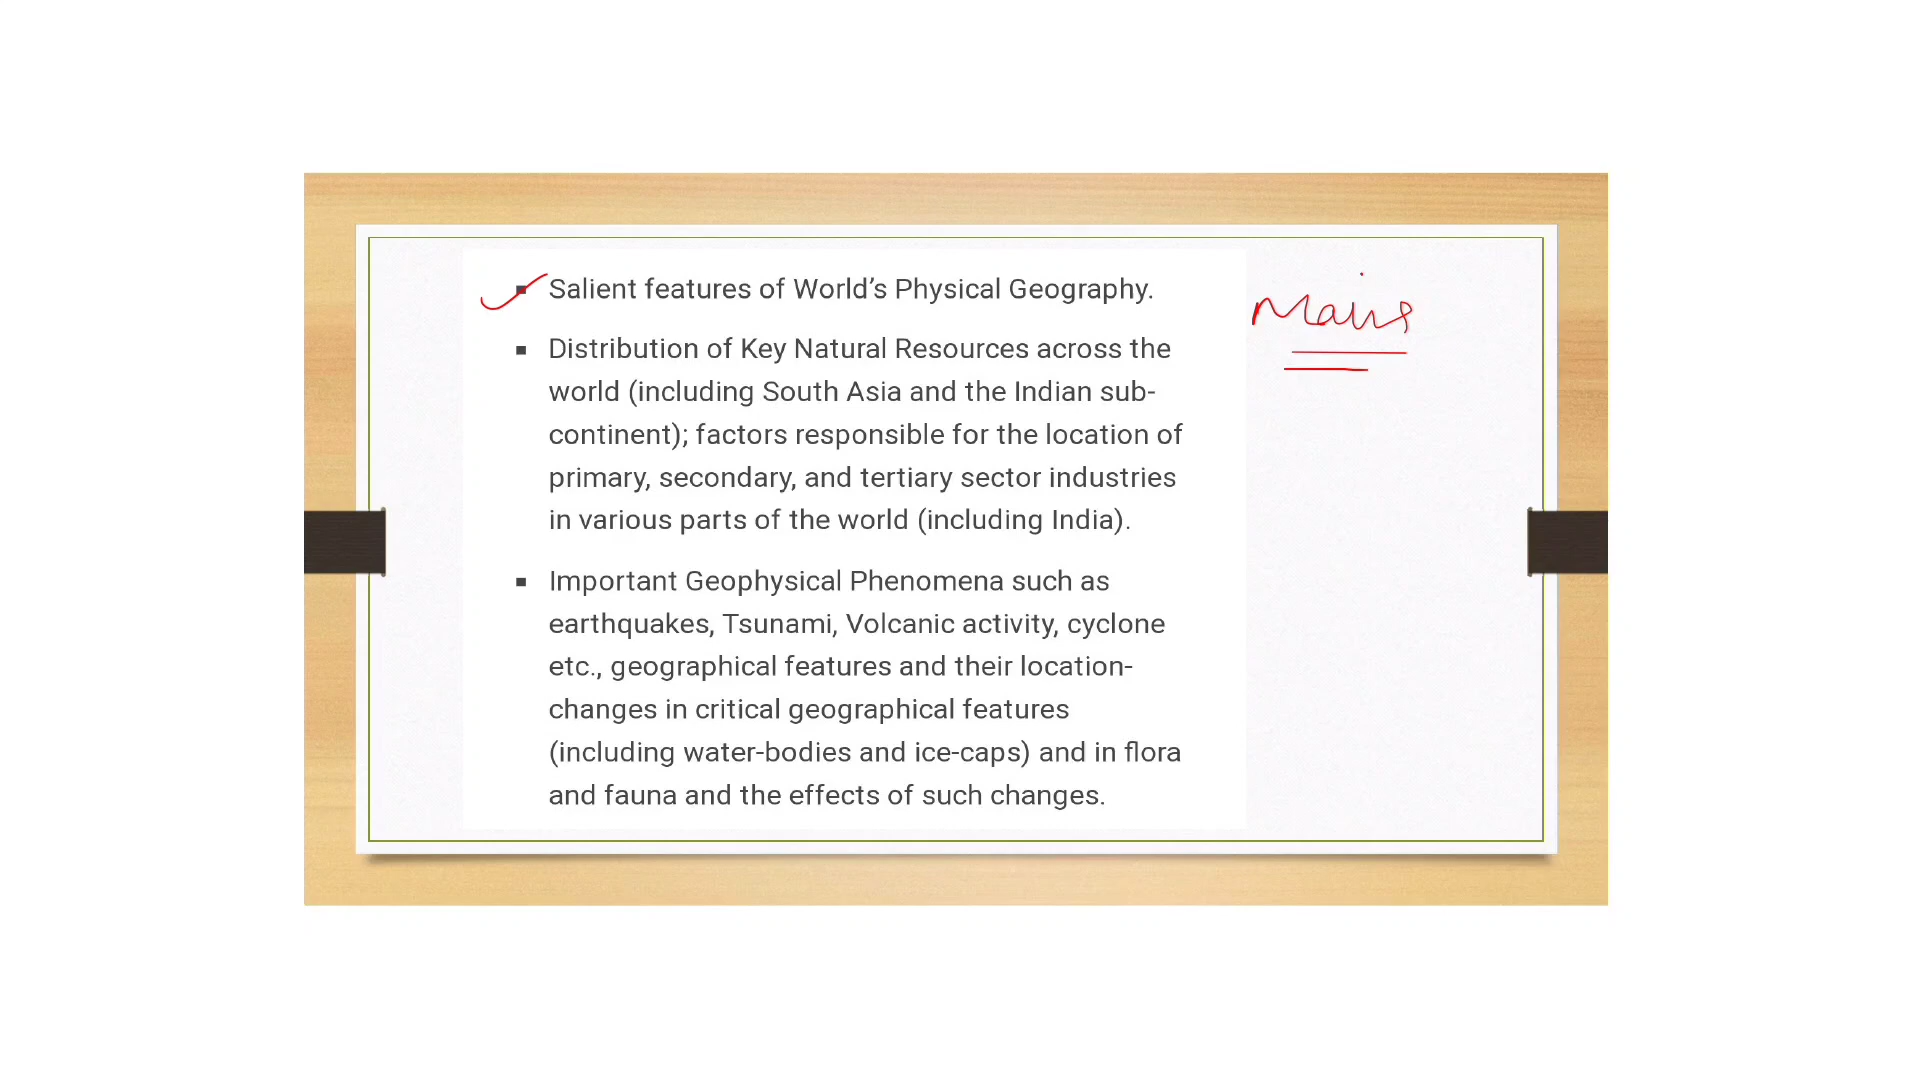 ▪ Salient features of World's Physical Geography.
Mains
▪ Distribution of Key Natural Resources across the
world (including South Asia and the Indian sub-
continent); factors responsible for the location of
primary, secondary, and tertiary sector industries
in various parts of the world (including India).
▪ Important Geophysical Phenomena such as
earthquakes, Tsunami, Volcanic activity, cyclone
etc., geographical features and their location-
changes in critical geographical features
(including water-bodies and ice-caps) and in flora
and fauna and the effects of such changes.